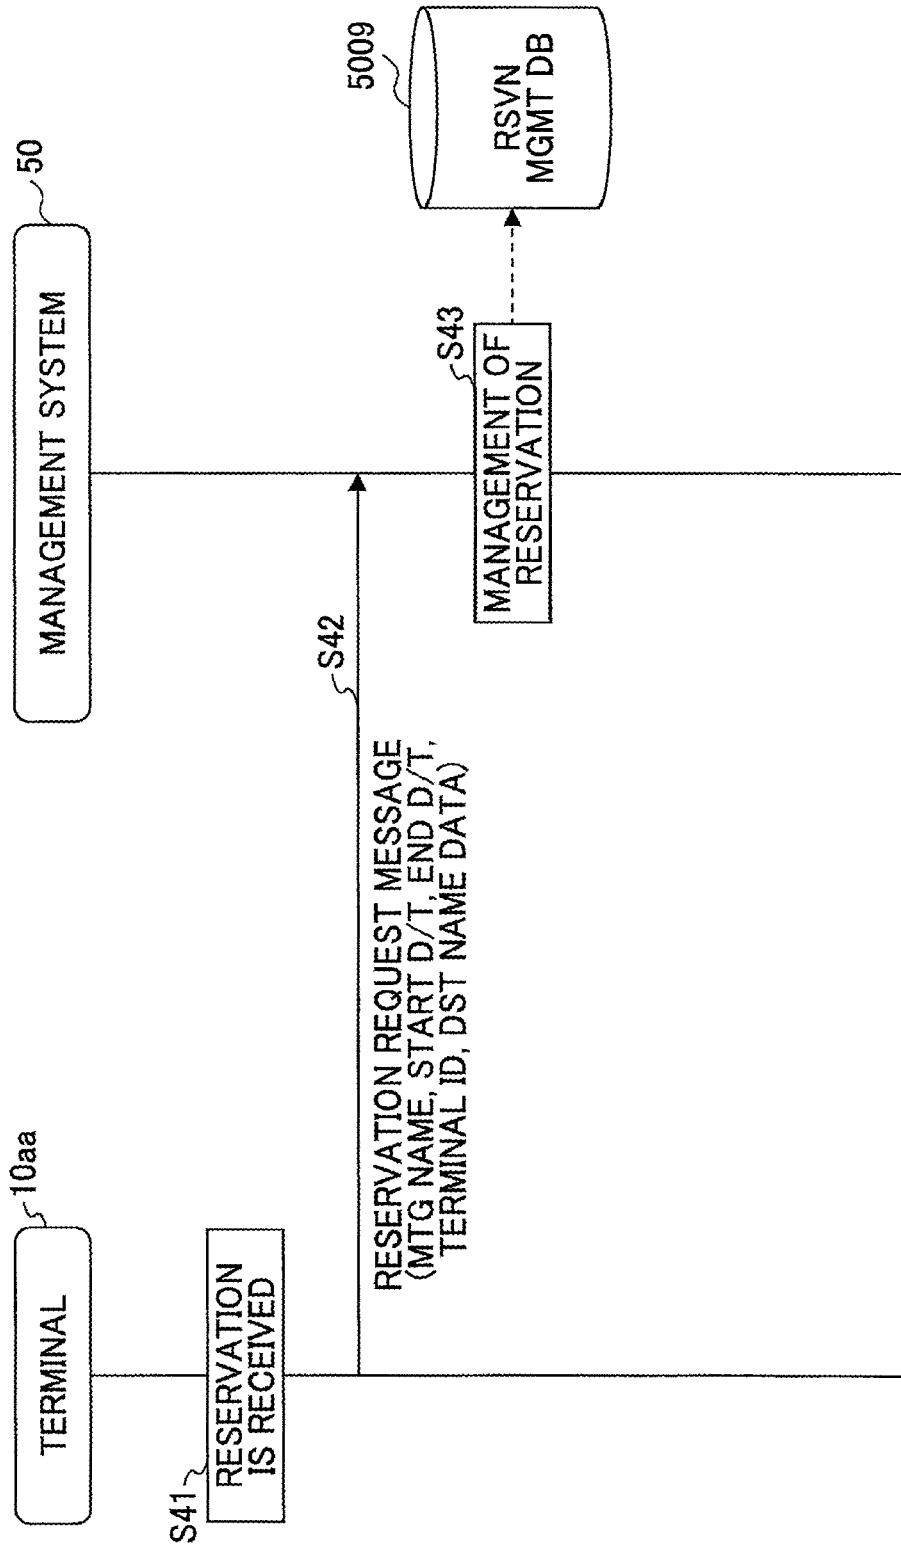 TERMINAL
10aa
MANAGEMENT SYSTEM
50
S41
RESERVATION
IS RECEIVED
S42
RESERVATION REQUEST MESSAGE
(MTG NAME, START D/T, END D/T,
TERMINAL ID, DST NAME DATA)
S43
MANAGEMENT OF
RESERVATION
5009
RSVN
MGMT DB